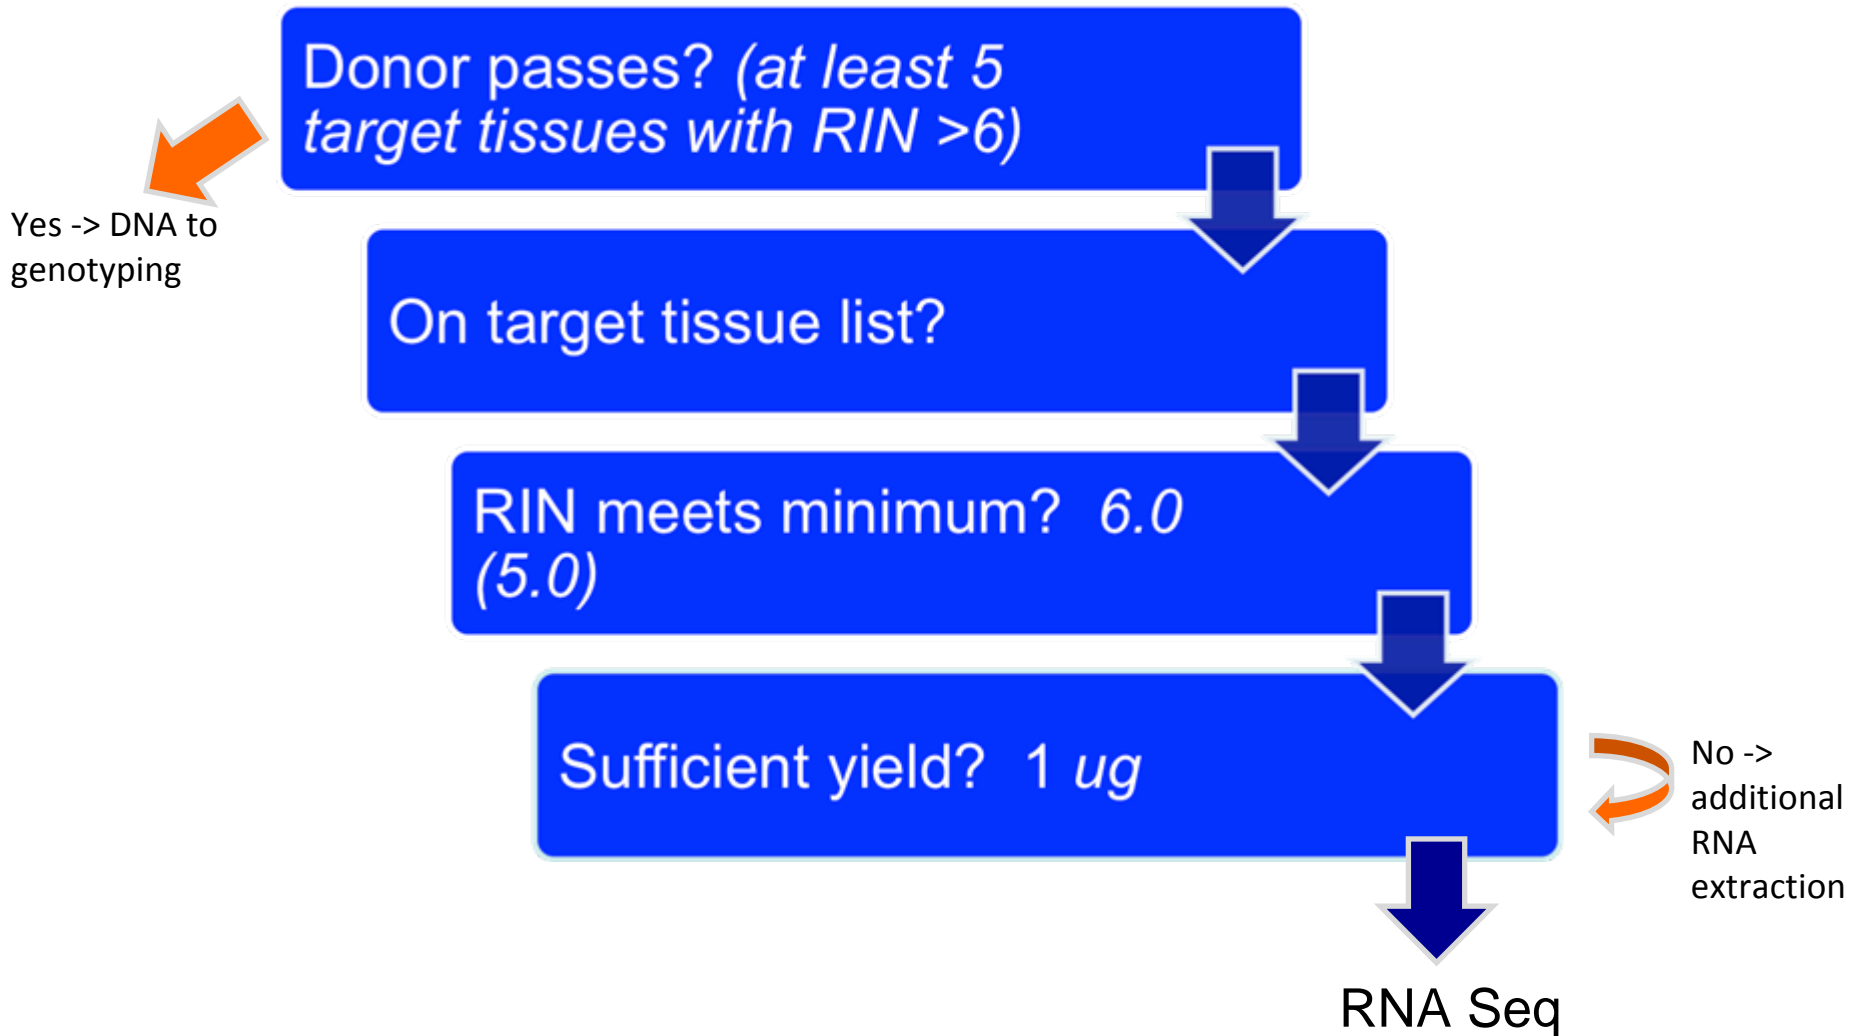 Donor passes? (at least 5
target tissues with RIN >6)
Yes -> DNA to
genotyping
On target tissue list?
RIN meets minimum?  6.0
(5.0)
Sufficient yield?  1 ug
No ->
additional
RNA
extraction
RNA Seq